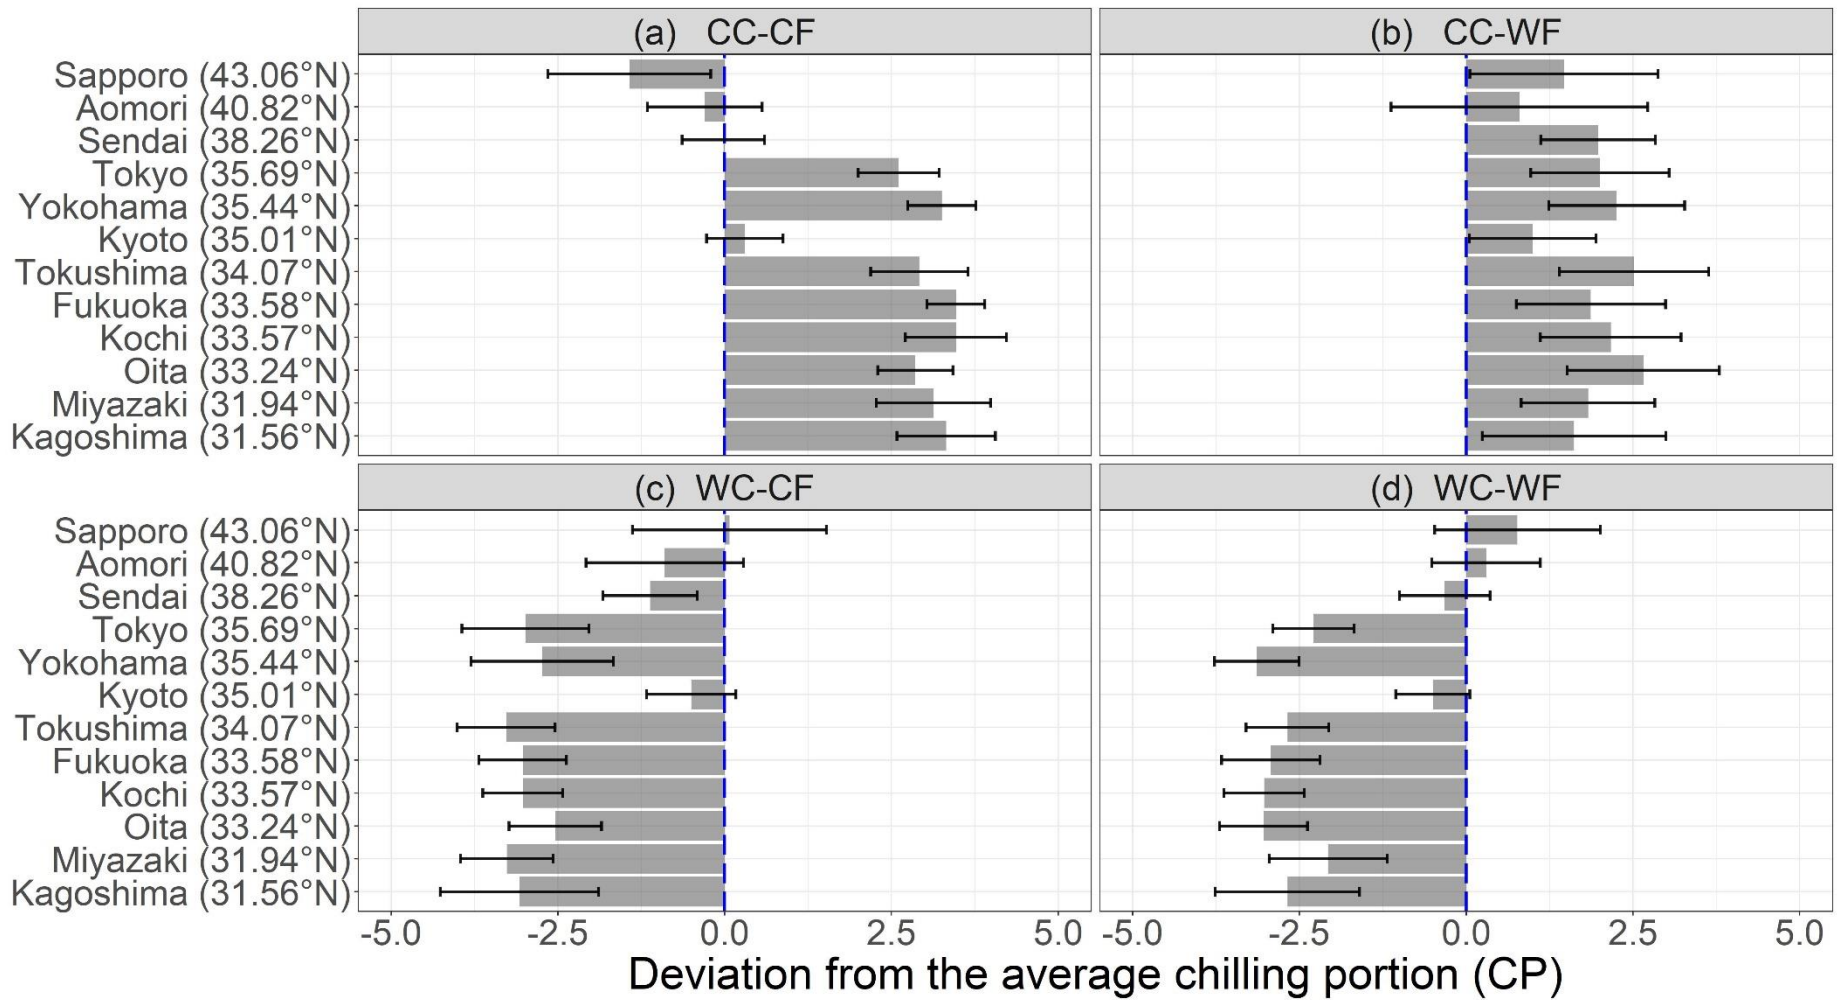 (a) CC-CF
(b) CC-WF
Sapporo (43.06°N)
Aomori (40.82°N)
Sendai (38.26°N)
Tokyo (35.69°N)
Yokohama (35.44°N)
Kyoto (35.01°N)
Tokushima (34.07°N)
Fukuoka (33.58°N)
Kochi (33.57°N)
Oita (33.24°N)
Miyazaki (31.94°N)
Kagoshima (31.56°N)
(c) WC-CF
(d) WC-WF
Sapporo (43.06°N)
Aomori (40.82°N)
Sendai (38.26°N)
Tokyo (35.69°N)
Yokohama (35.44°N)
Kyoto (35.01°N)
Tokushima (34.07°N)
Fukuoka (33.58°N)
Kochi (33.57°N)
Oita (33.24°N)
Miyazaki (31.94°N)
Kagoshima (31.56°N)
-5.0 -2.5 0.0 2.5 5.0
-5.0 -2.5 0.0 2.5 5.0
Deviation from the average chilling portion (CP)